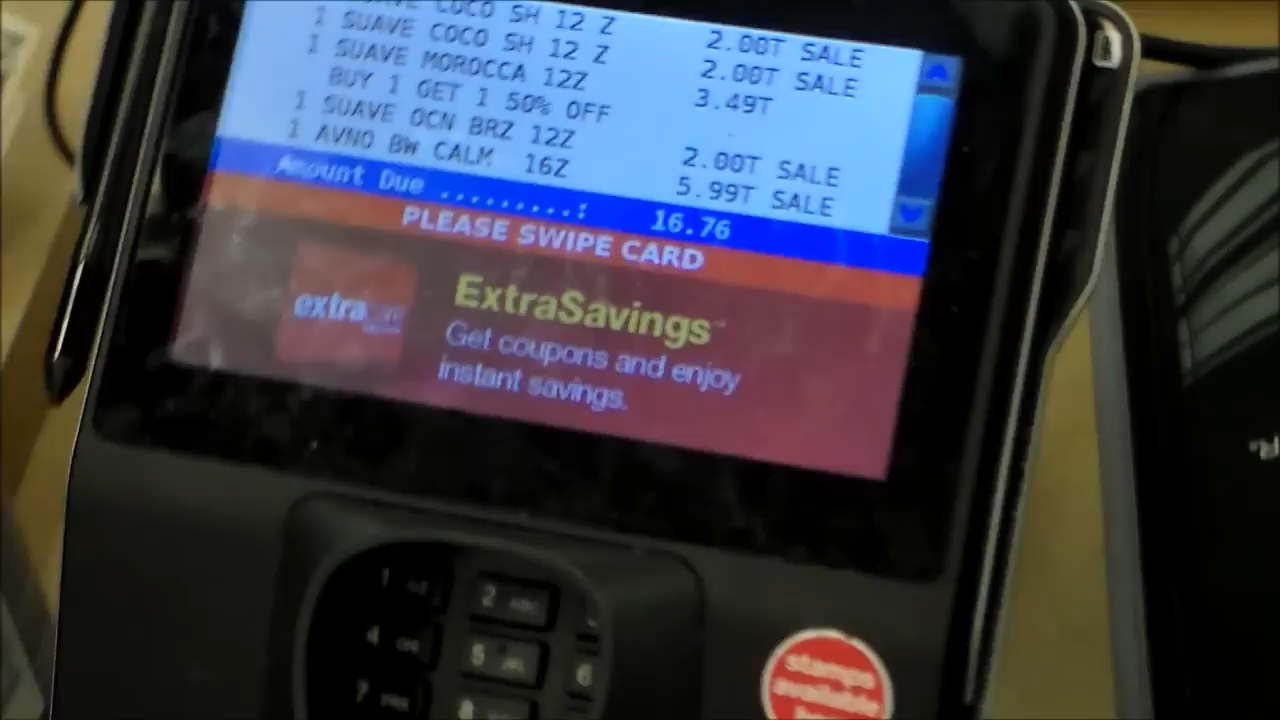 SUAVE COCO SH 12 Z 2.00T SALE
1 SUAVE COCO SH 12 Z 2.00T SALE
1 SUAVE MOROCCA 12Z 3.49T
BUY 1 GET 1 50% OFF
1 SUAVE OCN BRZ 12Z 2.00T SALE
1 AVNO BW CALM 16Z 5.99T SALE
Amount Due .........: 16.76
PLEASE SWIPE CARD
extra
ExtraSavings
Get coupons and enjoy
instant savings.
1 2
4 5 6
7 8
stamps
available
R.